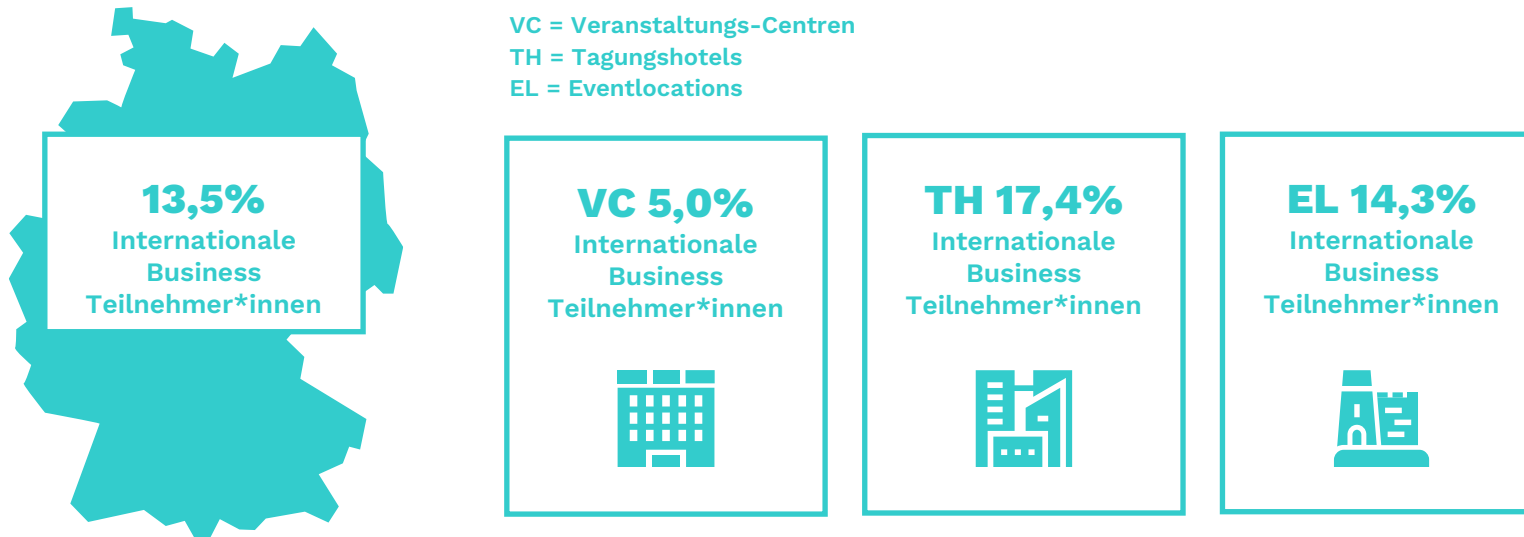 VC = Veranstaltungs-Centren
TH = Tagungshotels
EL = Eventlocations
13,5%
Internationale
Business
Teilnehmer*innen
VC 5,0%
Internationale
Business
Teilnehmer*innen
TH 17,4%
Internationale
Business
Teilnehmer*innen
EL 14,3%
Internationale
Business
Teilnehmer*innen